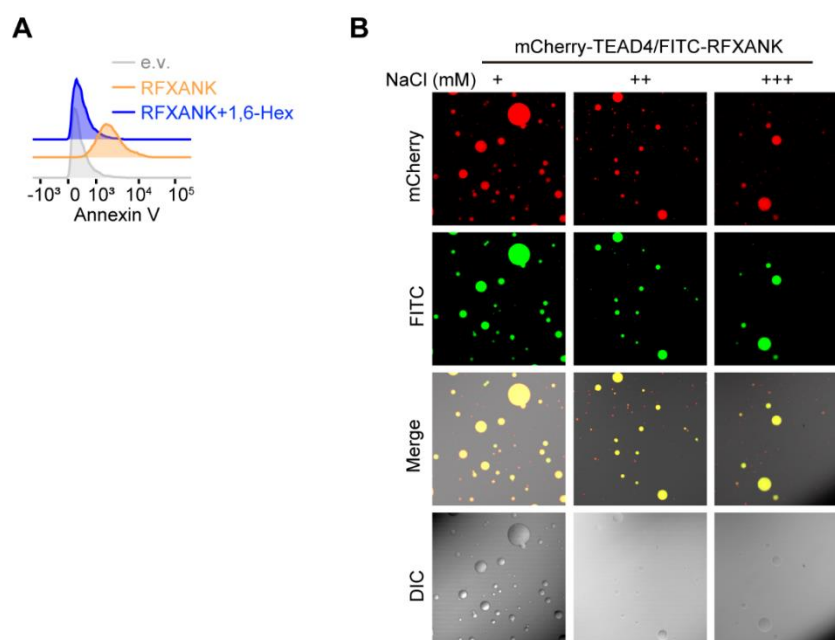 A
e.v.
RFXANK
RFXANK+1,6-Hex
-10³ 0 10³ 10⁴ 10⁵
Annexin V
B
mCherry-TEAD4/FITC-RFXANK
NaCl (mM) + ++ +++
mCherry
FITC
Merge
DIC